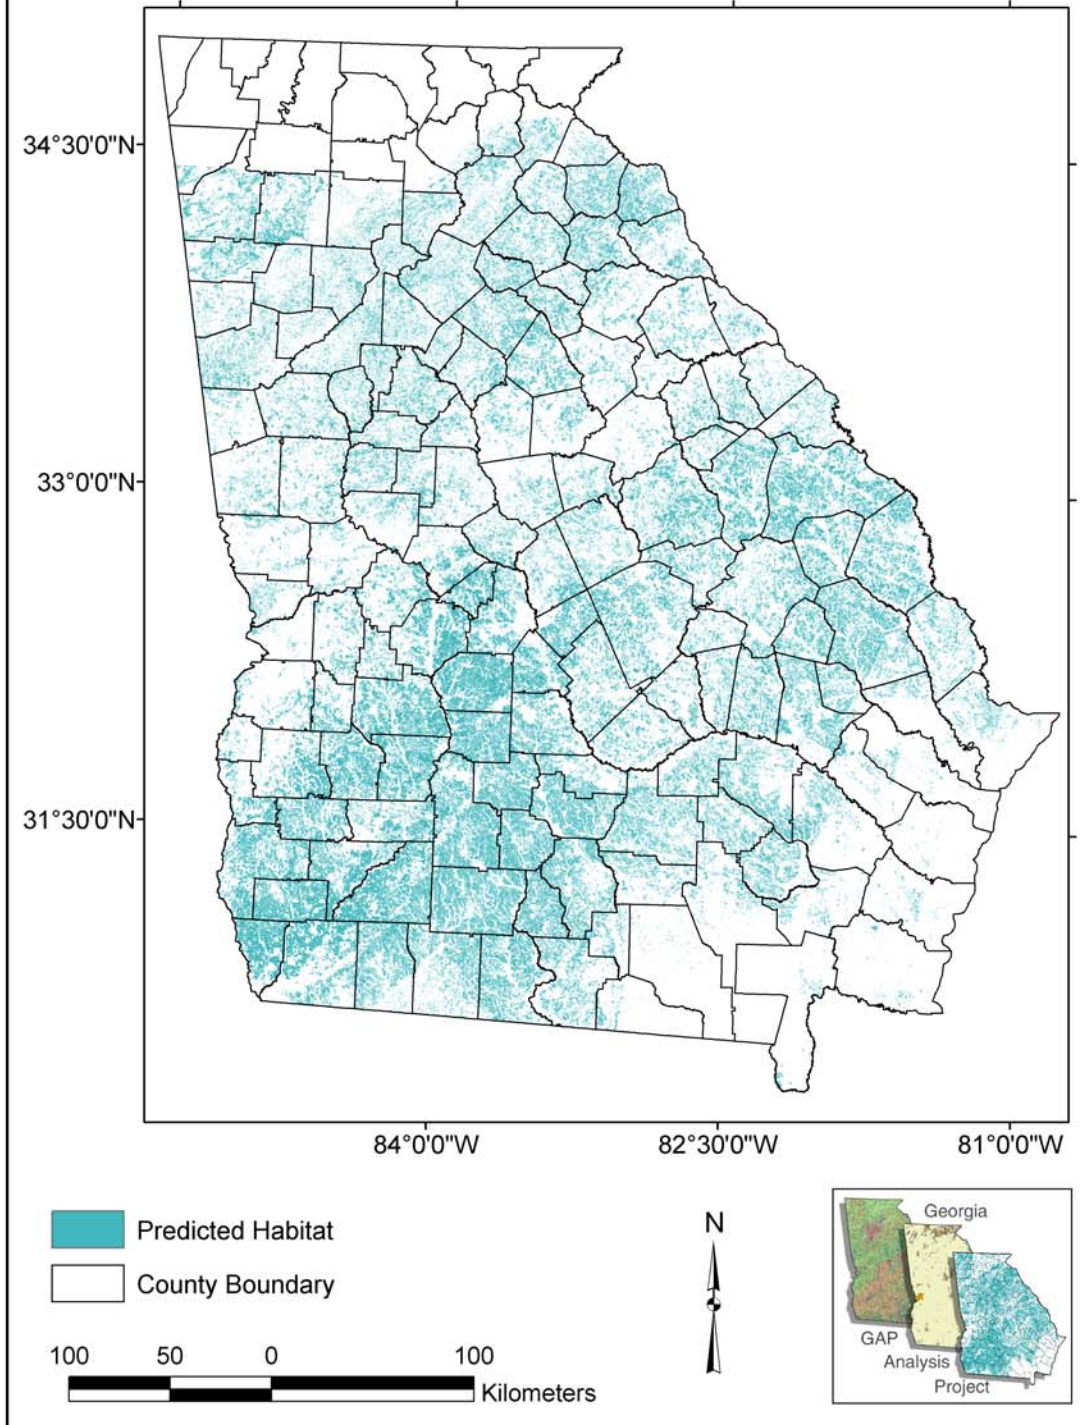 34°30'0"N
33°0'0"N
31°30'0"N
84°0'0"W 82°30'0"W 81°0'0"W
Predicted Habitat
County Boundary
N
100 50 0 100
Kilometers
Georgia
GAP
Analysis
Project